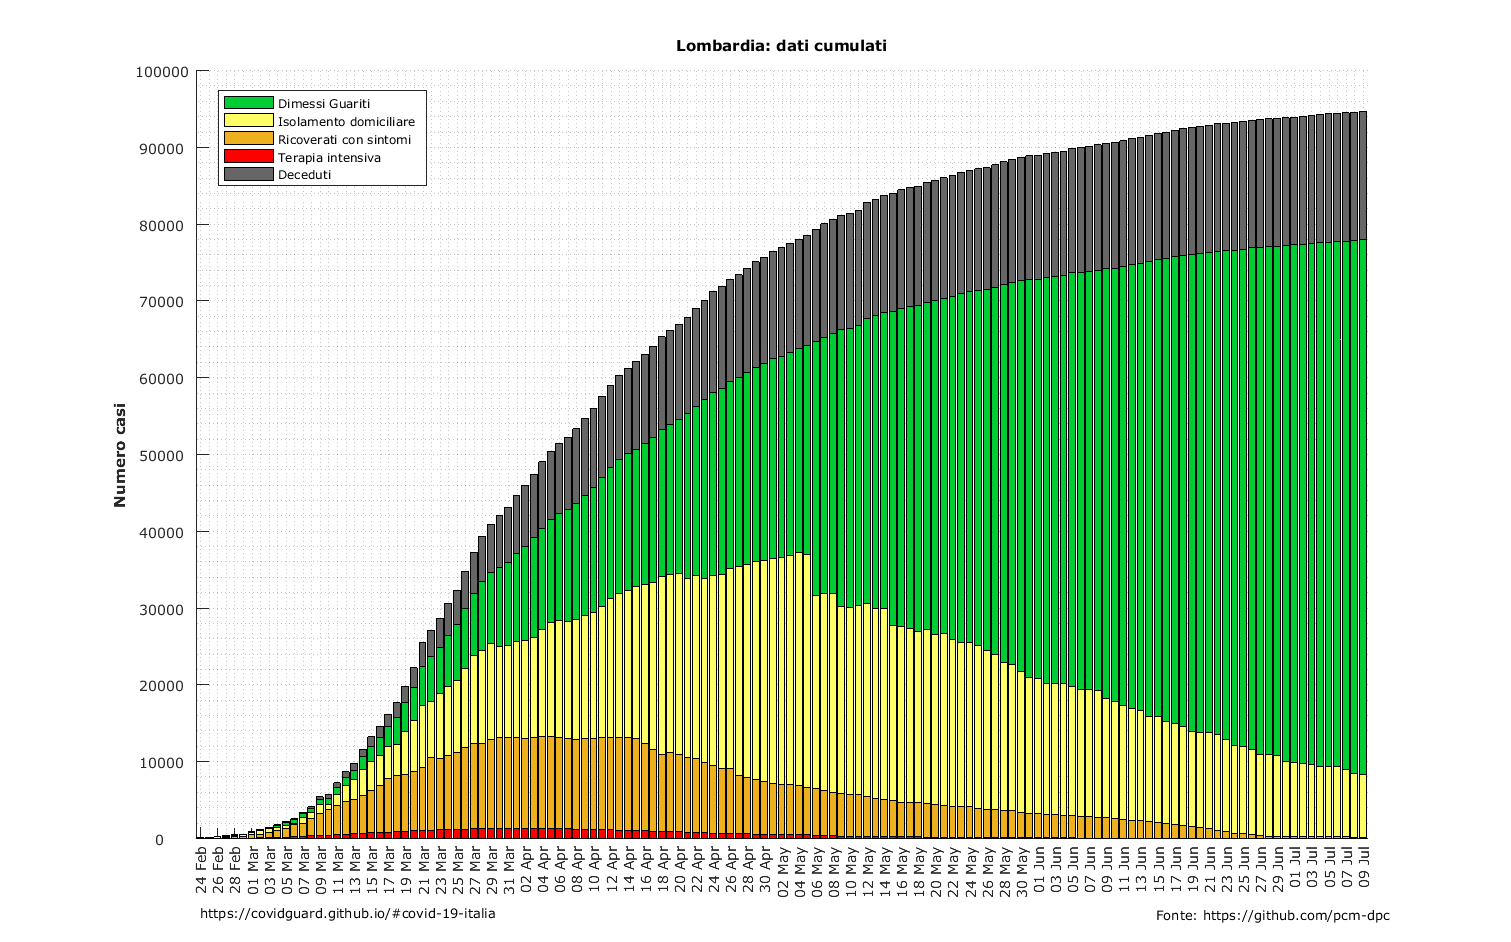 Lombardia: dati cumulati
100000
90000
80000
70000
60000
50000
40000
30000
20000
10000
0
Numero casi
Dimessi Guariti
Isolamento domiciliare
Ricoverati con sintomi
Terapia intensiva
Deceduti
24 Feb
26 Feb
28 Feb
01 Mar
03 Mar
05 Mar
07 Mar
09 Mar
11 Mar
13 Mar
15 Mar
17 Mar
19 Mar
21 Mar
23 Mar
25 Mar
27 Mar
29 Mar
31 Mar
02 Apr
04 Apr
06 Apr
08 Apr
10 Apr
12 Apr
14 Apr
16 Apr
18 Apr
20 Apr
22 Apr
24 Apr
26 Apr
28 Apr
30 Apr
02 May
04 May
06 May
08 May
10 May
12 May
14 May
16 May
18 May
20 May
22 May
24 May
26 May
28 May
30 May
01 Jun
03 Jun
05 Jun
07 Jun
09 Jun
11 Jun
13 Jun
15 Jun
17 Jun
19 Jun
21 Jun
23 Jun
25 Jun
27 Jun
29 Jun
01 Jul
03 Jul
05 Jul
07 Jul
09 Jul
https://covidguard.github.io/#covid-19-italia
Fonte: https://github.com/pcm-dpc